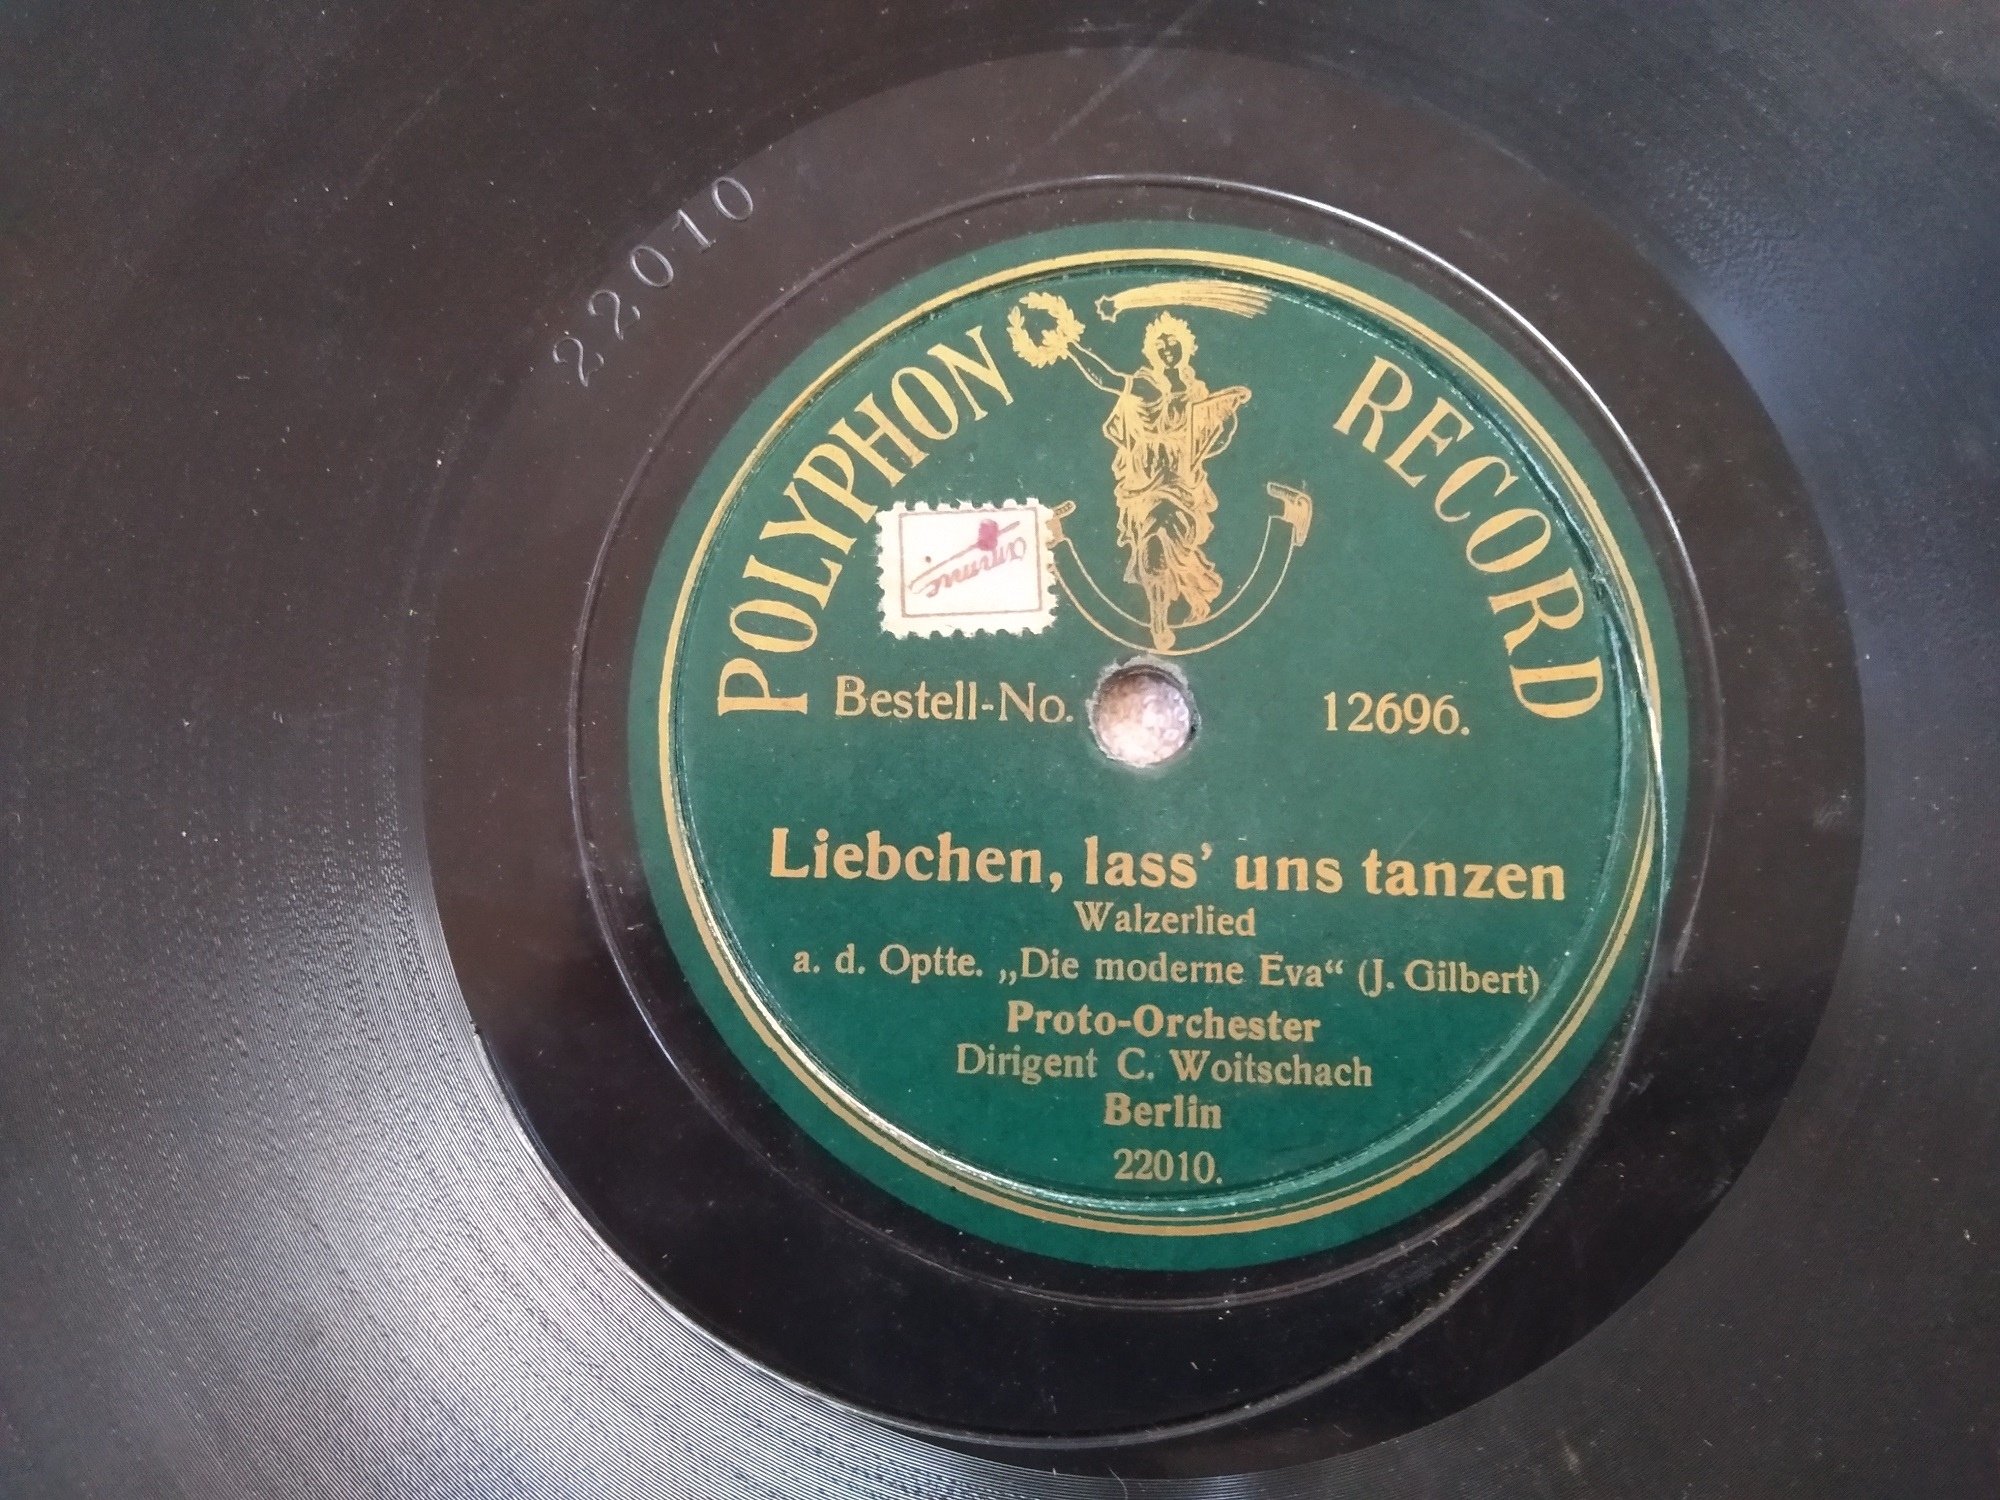 22010
POLYPHON RECORD
Bestell-No. 12696.
Liebchen, lass’ uns tanzen
Walzerlied
a. d. Optte. „Die moderne Eva“ (J. Gilbert)
Proto-Orchester
Dirigent C. Woitschach
Berlin
22010.